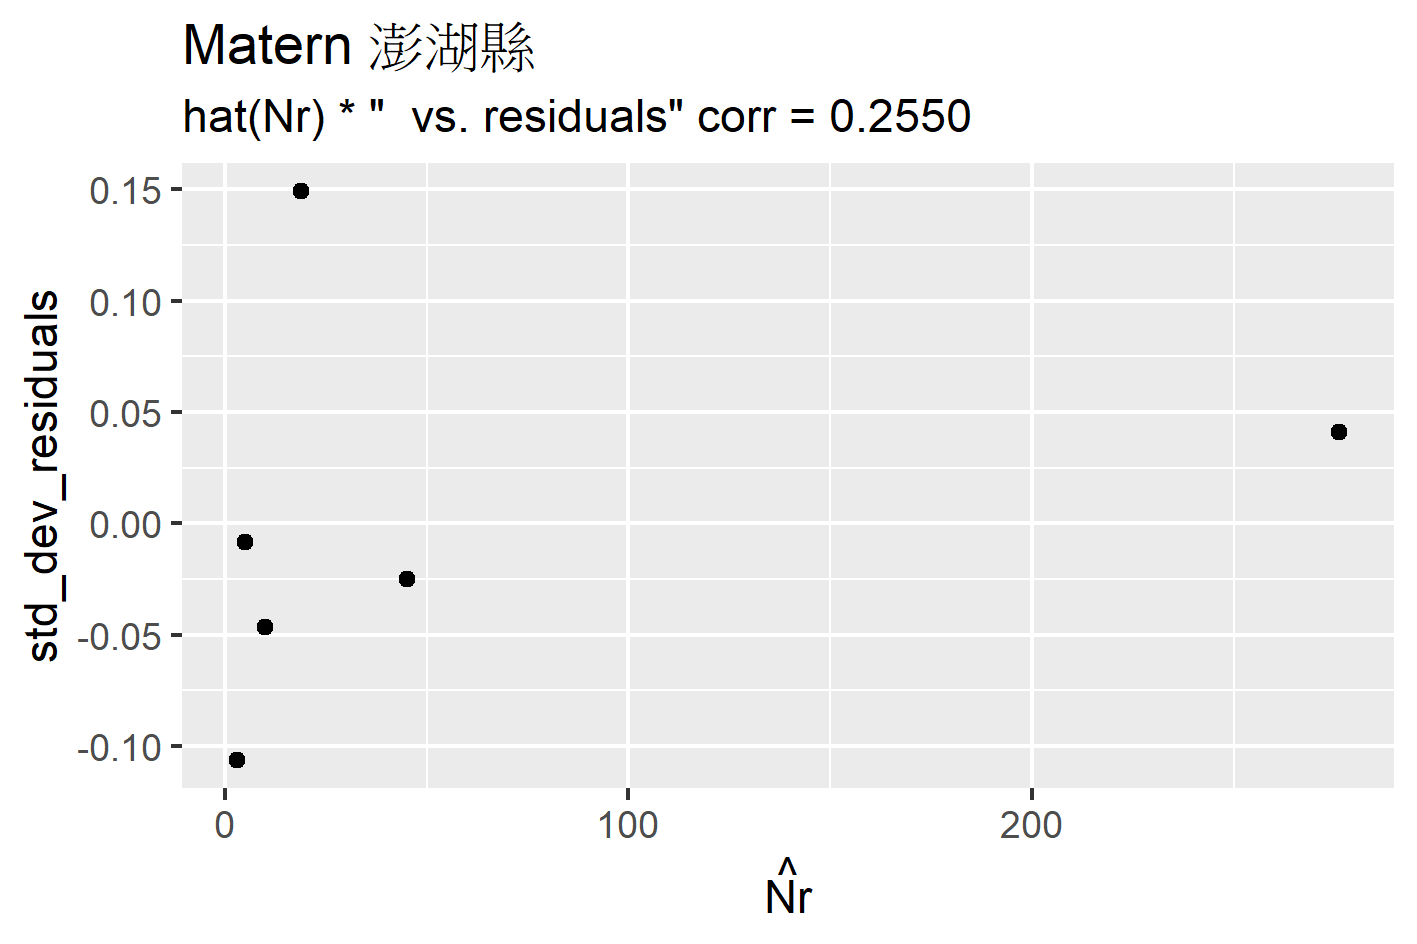 Matern 澎湖縣
hat(Nr) * "  vs. residuals" corr = 0.2550
std_dev_residuals
0.15
0.10
0.05
0.00
-0.05
-0.10
0 100 200
N̂r